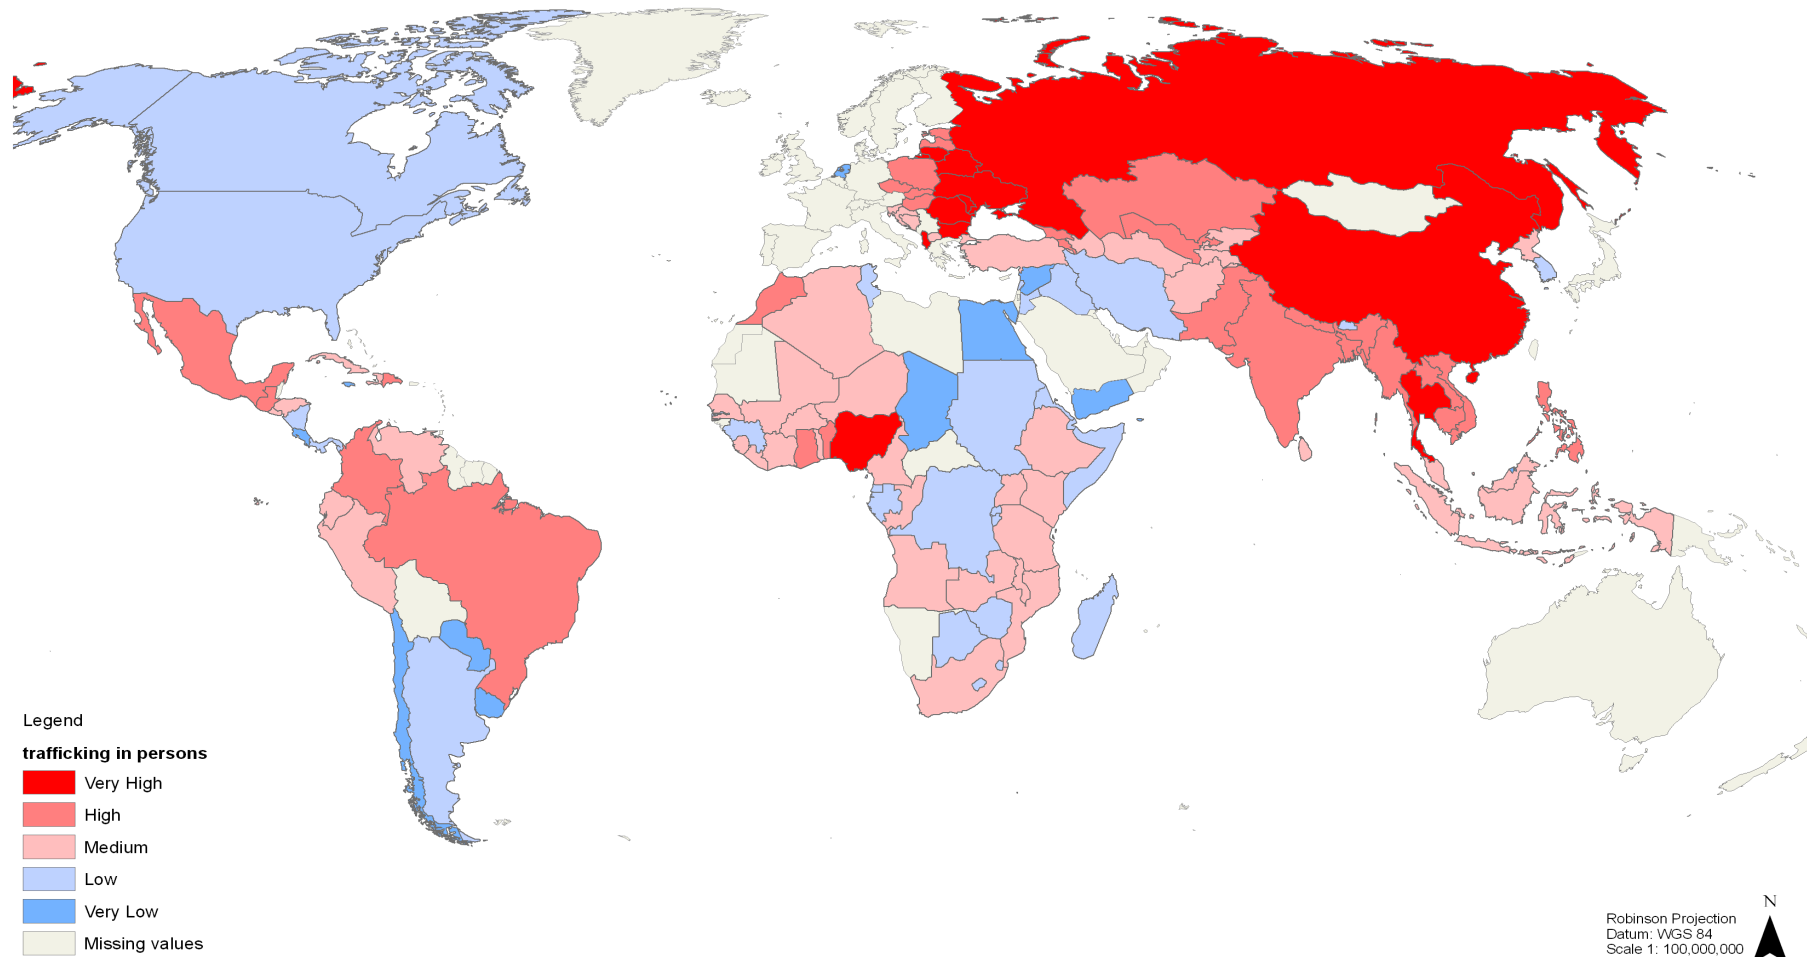 Legend
trafficking in persons
Very High
High
Medium
Low
Very Low
Missing values
N
Robinson Projection
Datum: WGS 84
Scale 1: 100,000,000